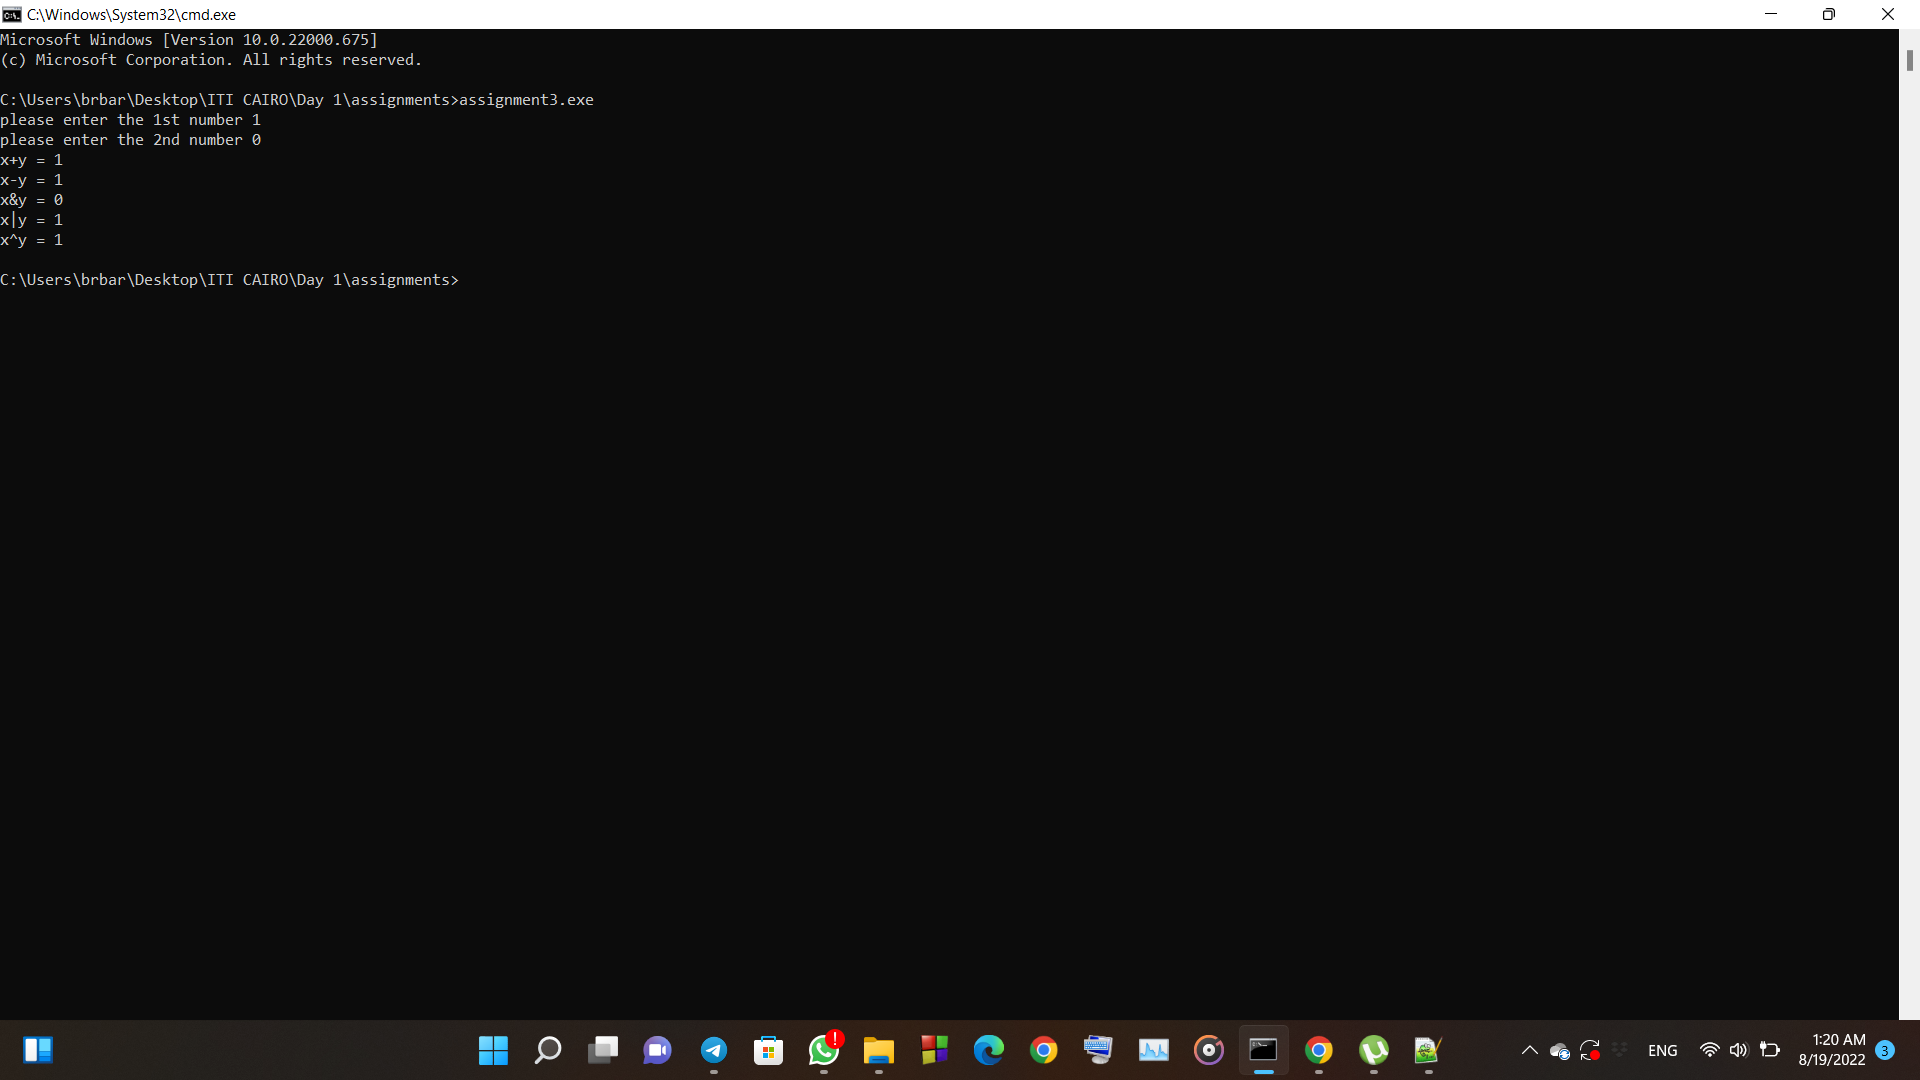 C:\Windows\System32\cmd.exe
Microsoft Windows [Version 10.0.22000.675]
(c) Microsoft Corporation. All rights reserved.
C:\Users\brbar\Desktop\ITI CAIRO\Day 1\assignments>assignment3.exe
please enter the 1st number 1
please enter the 2nd number 0
x+y = 1
x-y = 1
x&y = 0
x|y = 1
x^y = 1
C:\Users\brbar\Desktop\ITI CAIRO\Day 1\assignments>
ENG
1:20 AM
8/19/2022
3